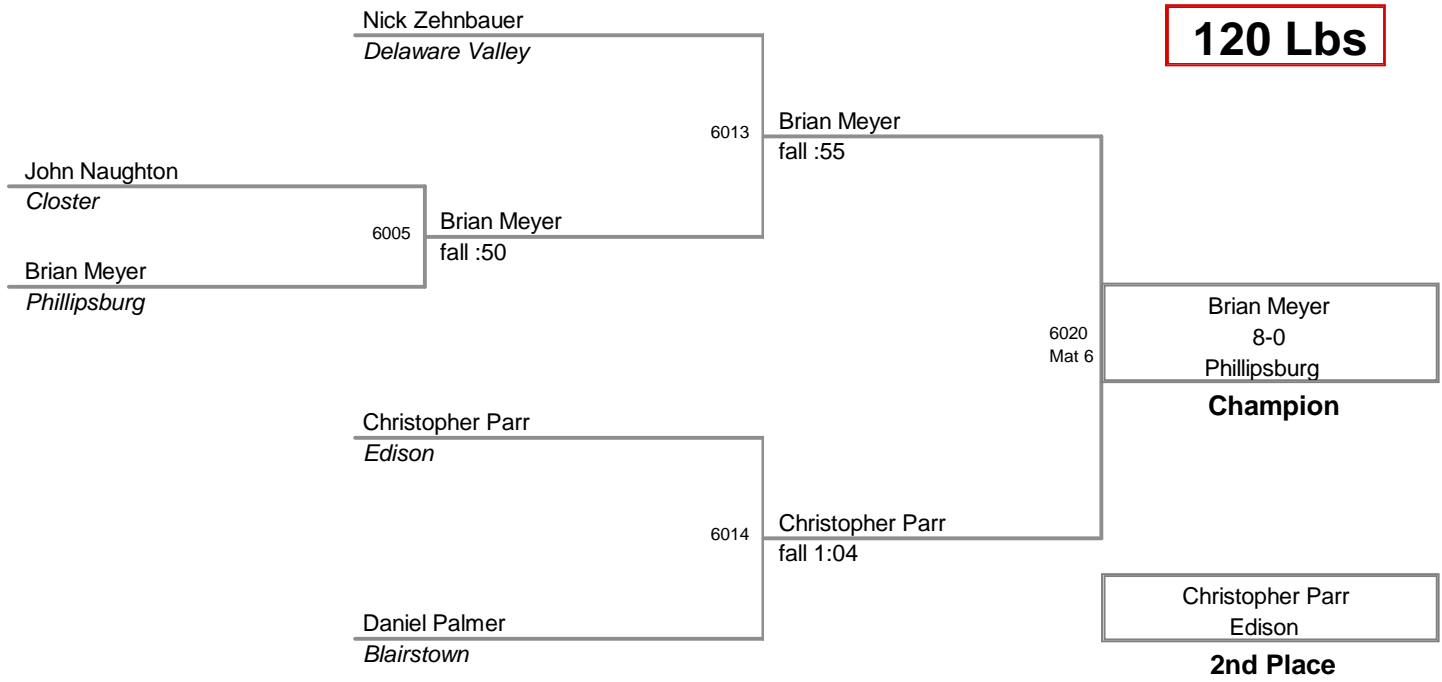 Nick Zehnbauer
120 Lbs
Delaware Valley
6013
Brian Meyer
fall :55
John Naughton
Closter
6005
Brian Meyer
fall :50
Brian Meyer
Phillipsburg
6020
Mat 6
Brian Meyer
8-0
Phillipsburg
Champion
Christopher Parr
Edison
6014
Christopher Parr
fall 1:04
Daniel Palmer
Blairstown
Christopher Parr
Edison
2nd Place